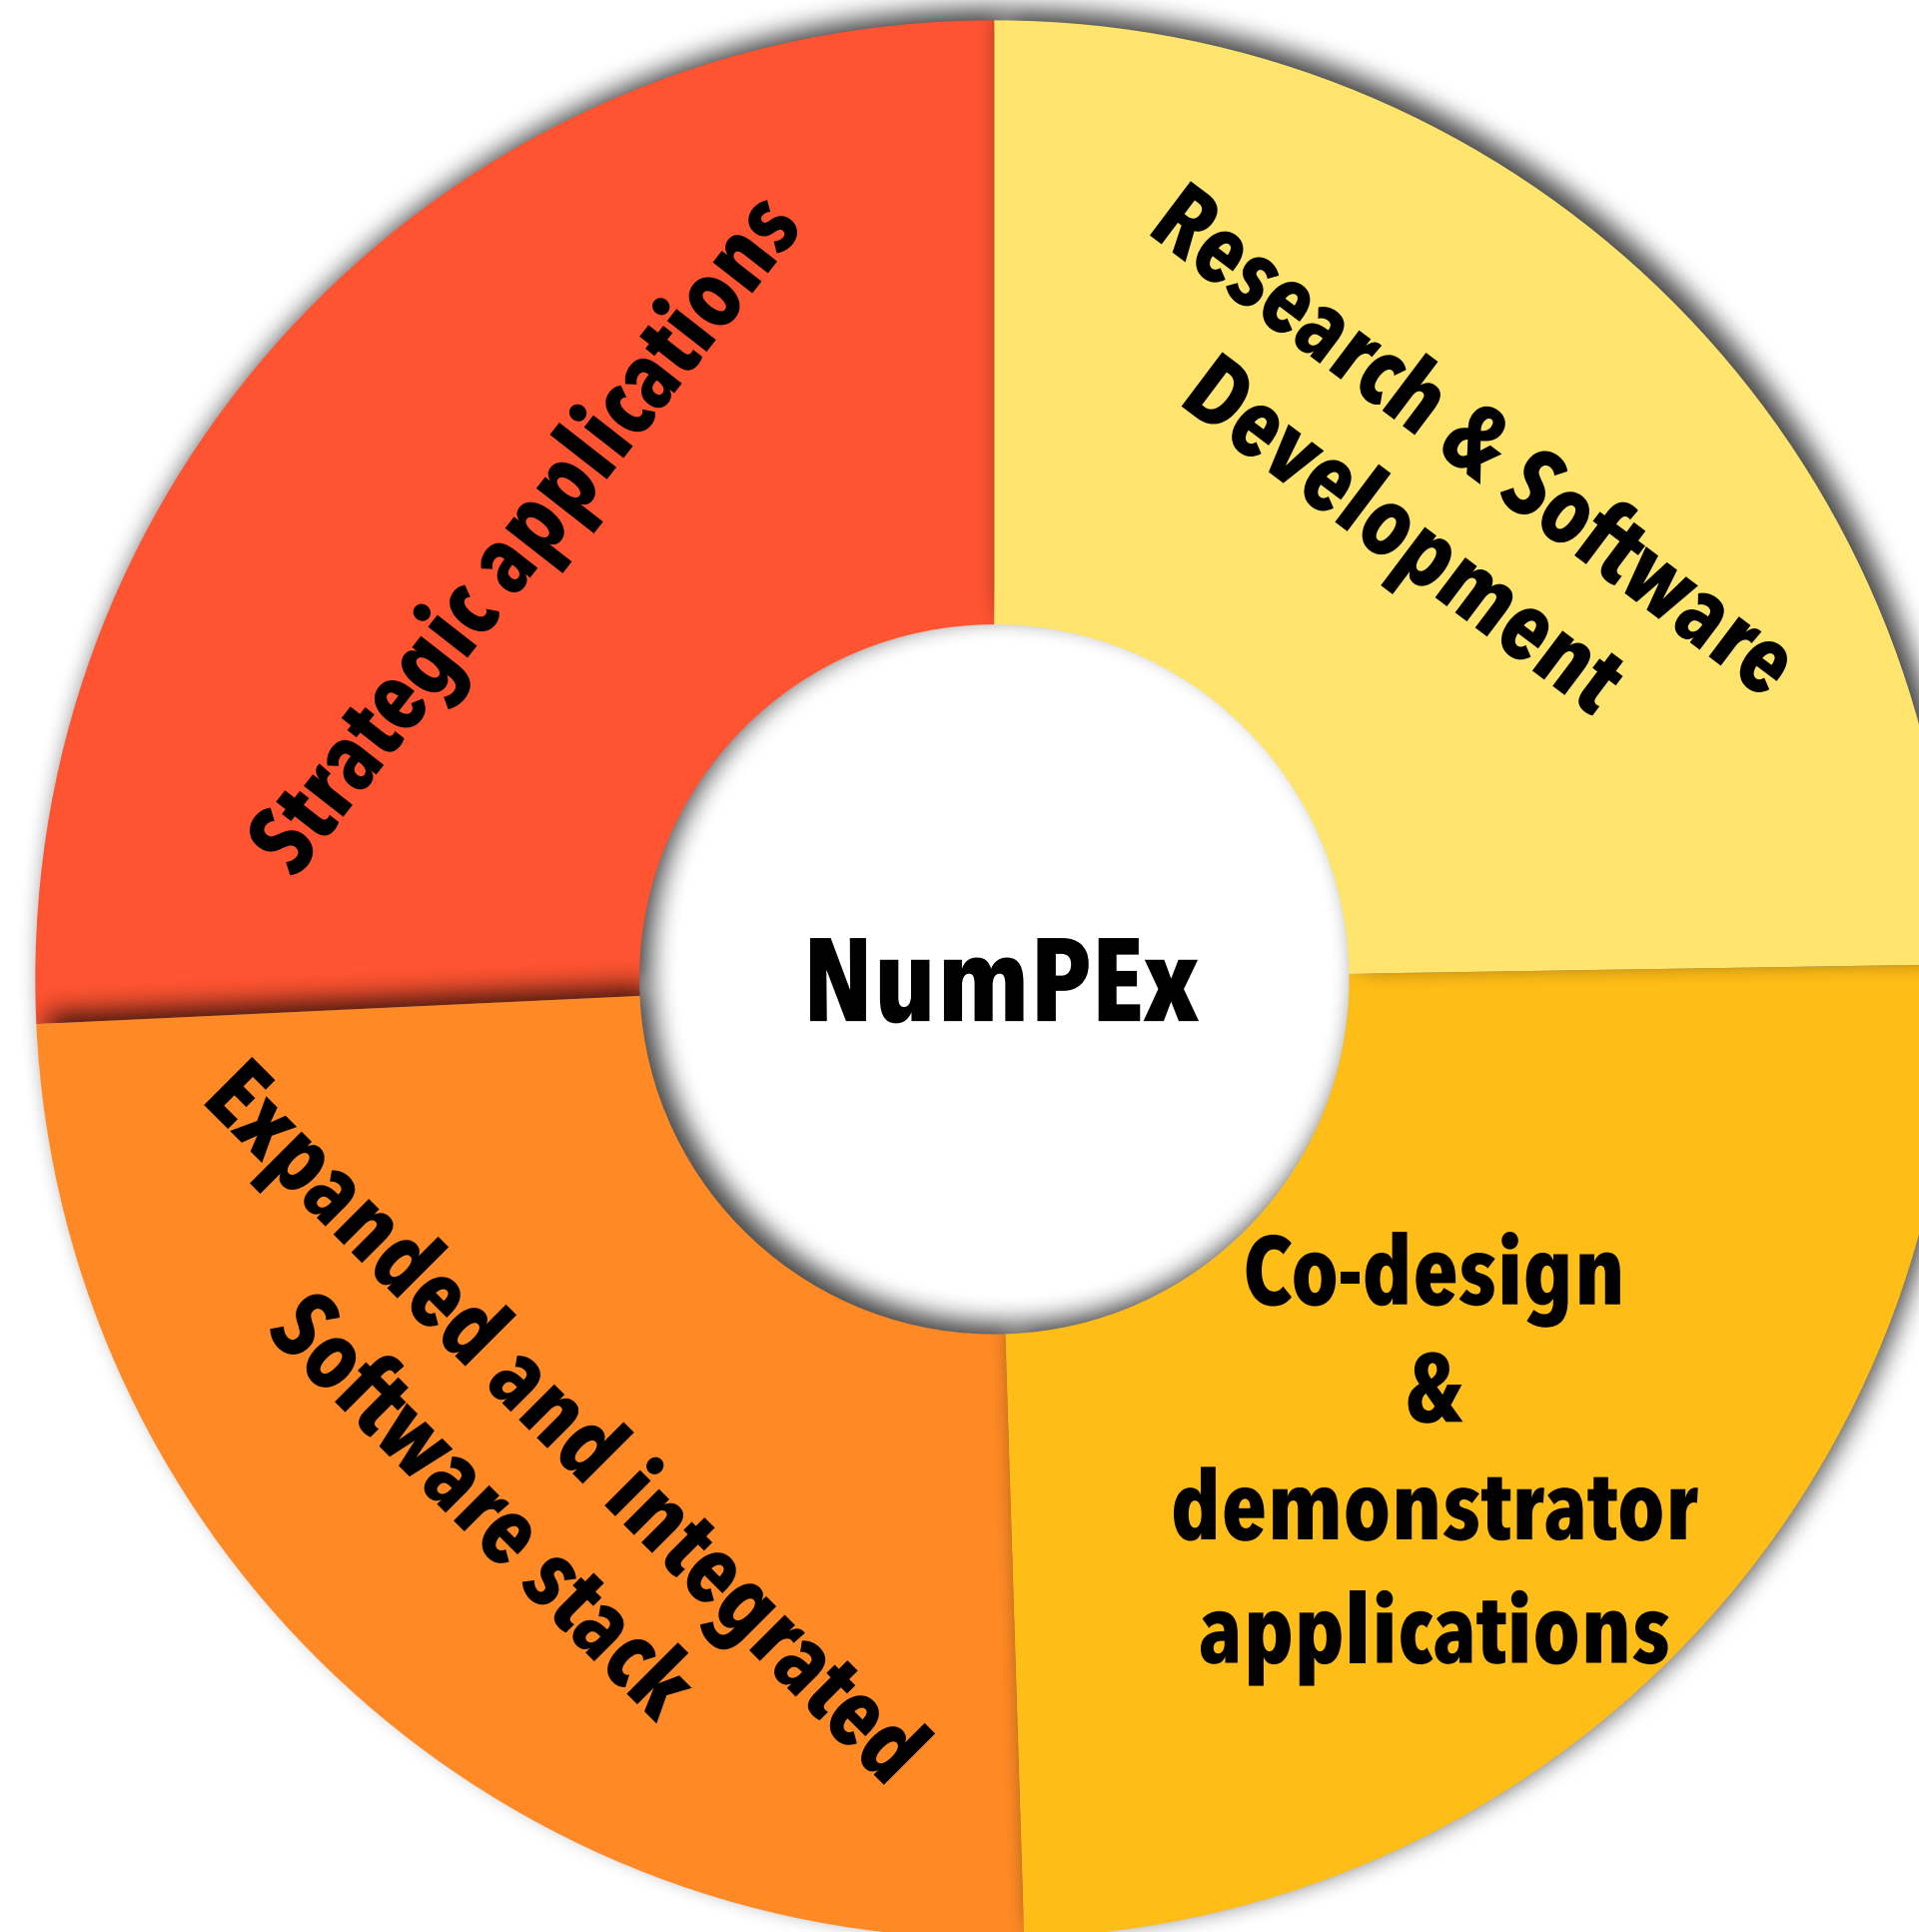 Strategic applications
Research & Software
Development
NumPEx
Expanded and integrated
Software stack
Co-design
&
demonstrator
applications